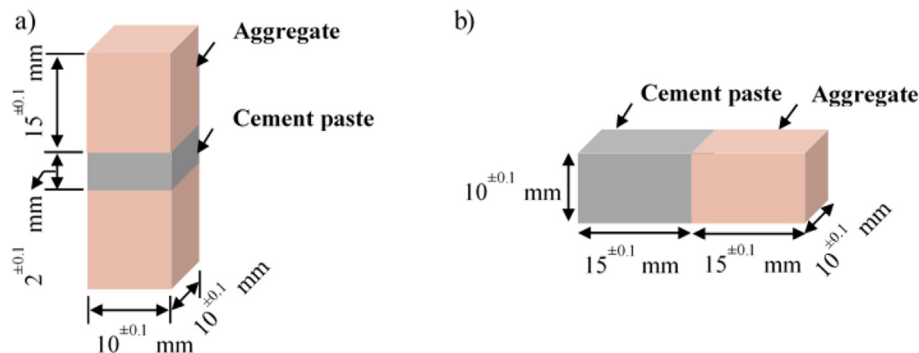 a)
Aggregate
15±0.1 mm
Cement paste
2±0.1 mm
10±0.1 mm
10±0.1 mm
b)
Cement paste
Aggregate
10±0.1 mm
15±0.1 mm
15±0.1 mm
10±0.1 mm